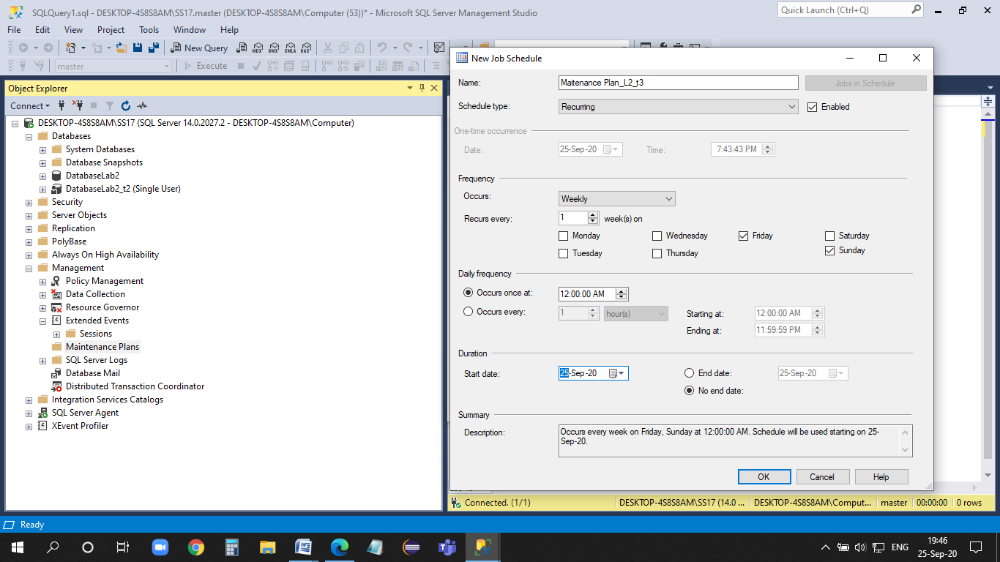 SQLQuery1.sql - DESKTOP-4S8S8AM\SS17.master (DESKTOP-4S8S8AM\Computer (53))* - Microsoft SQL Server Management Studio
Quick Launch (Ctrl+Q)
File Edit View Project Tools Window Help
New Query MDX DMX XMLA DAX
master Execute
Object Explorer
Connect
DESKTOP-4S8S8AM\SS17 (SQL Server 14.0.2027.2 - DESKTOP-4S8S8AM\Computer)
Databases
System Databases
Database Snapshots
DatabaseLab2
DatabaseLab2_t2 (Single User)
Security
Server Objects
Replication
PolyBase
Always On High Availability
Management
Policy Management
Data Collection
Resource Governor
Extended Events
Sessions
Maintenance Plans
SQL Server Logs
Database Mail
Distributed Transaction Coordinator
Integration Services Catalogs
SQL Server Agent
XEvent Profiler
New Job Schedule
Name: Maitenance Plan_L2_t3 Jobs in Schedule
Schedule type: Recurring Enabled
One-time occurrence
Date: 25-Sep-20 Time: 7:43:43 PM
Frequency
Occurs: Weekly
Recurs every: 1 week(s) on
Monday Wednesday Friday Saturday
Tuesday Thursday Sunday
Daily frequency
Occurs once at: 12:00:00 AM
Occurs every: 1 hour(s) Starting at: 12:00:00 AM
Ending at: 11:59:59 PM
Duration
Start date: 25-Sep-20 End date: 25-Sep-20
No end date:
Summary
Description: Occurs every week on Friday, Sunday at 12:00:00 AM. Schedule will be used starting on 25-
Sep-20.
OK Cancel Help
Connected. (1/1) DESKTOP-4S8S8AM\SS17 (14.0 ... DESKTOP-4S8S8AM\Comput... master 00:00:00 0 rows
Ready
ENG 19:46
25-Sep-20